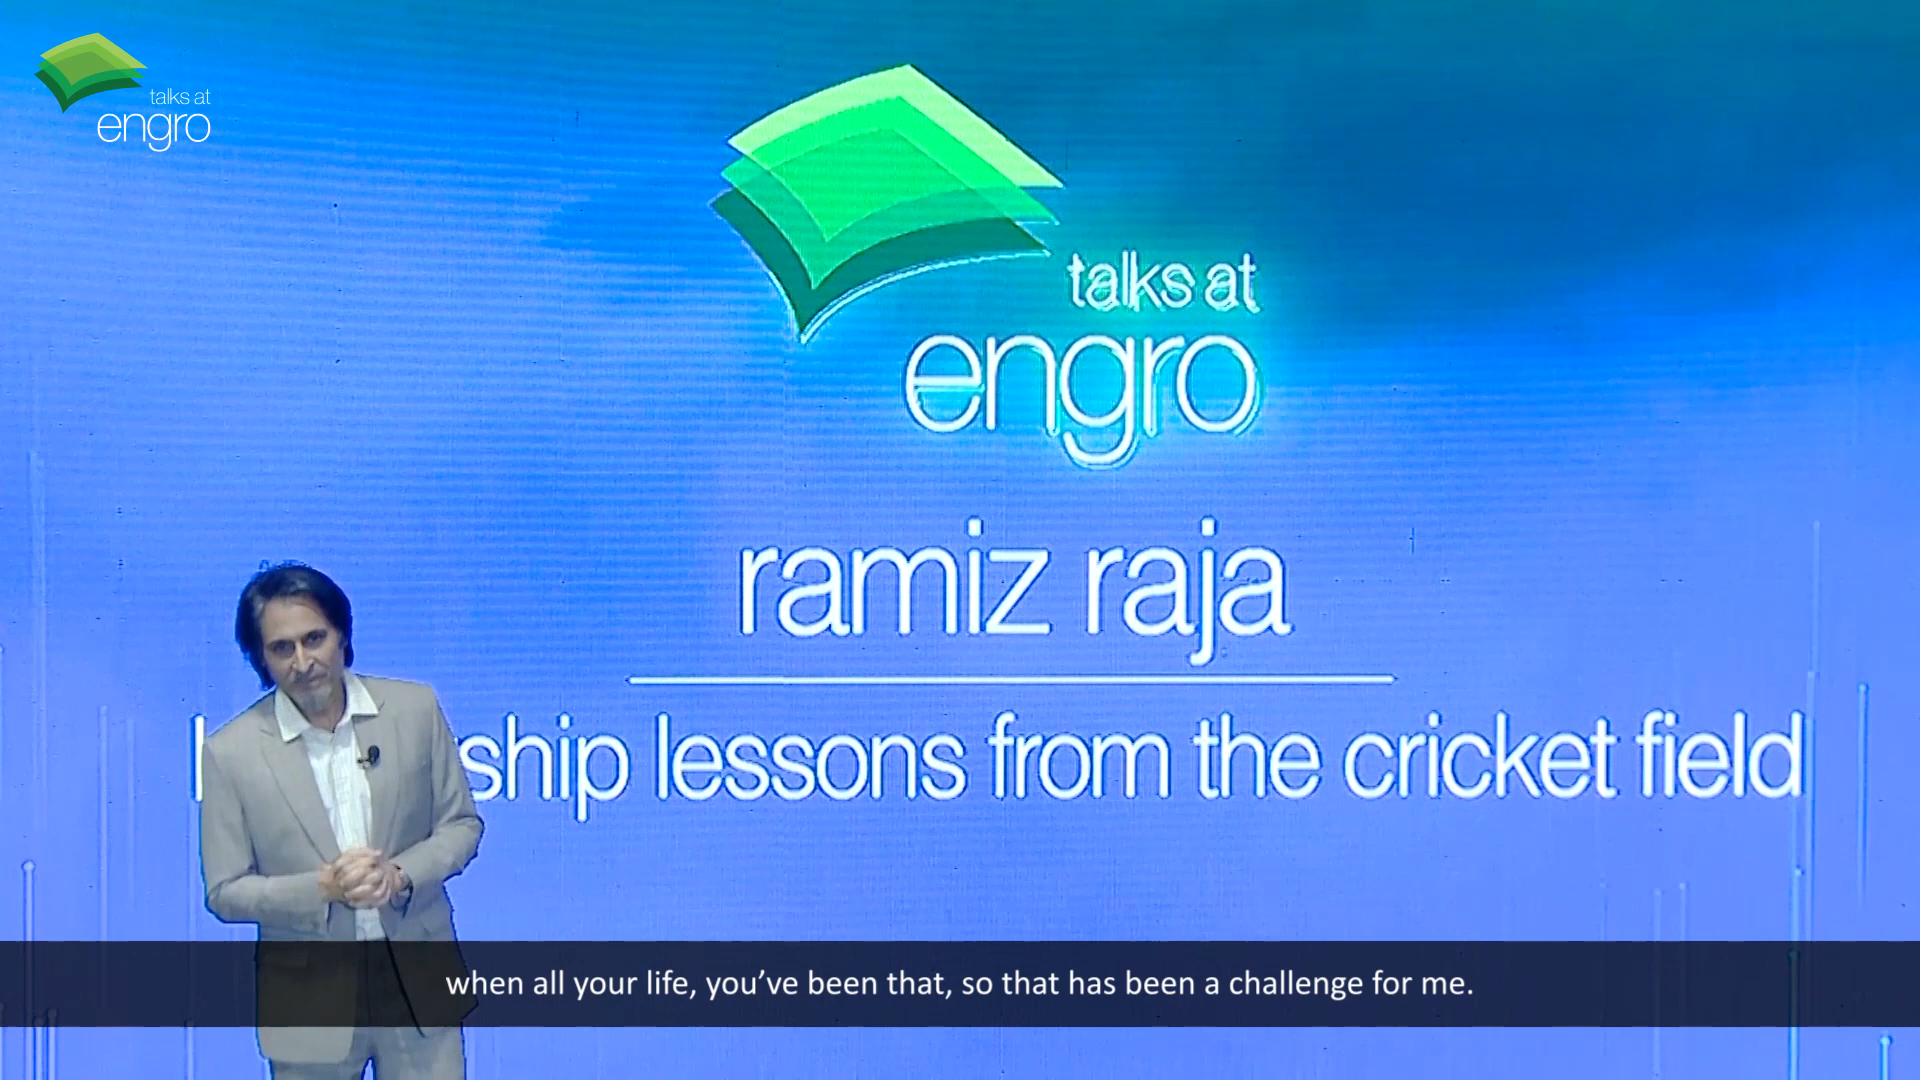 talks at
engro
talks at
engro
ramiz raja
ship lessons from the cricket field
when all your life, you’ve been that, so that has been a challenge for me.